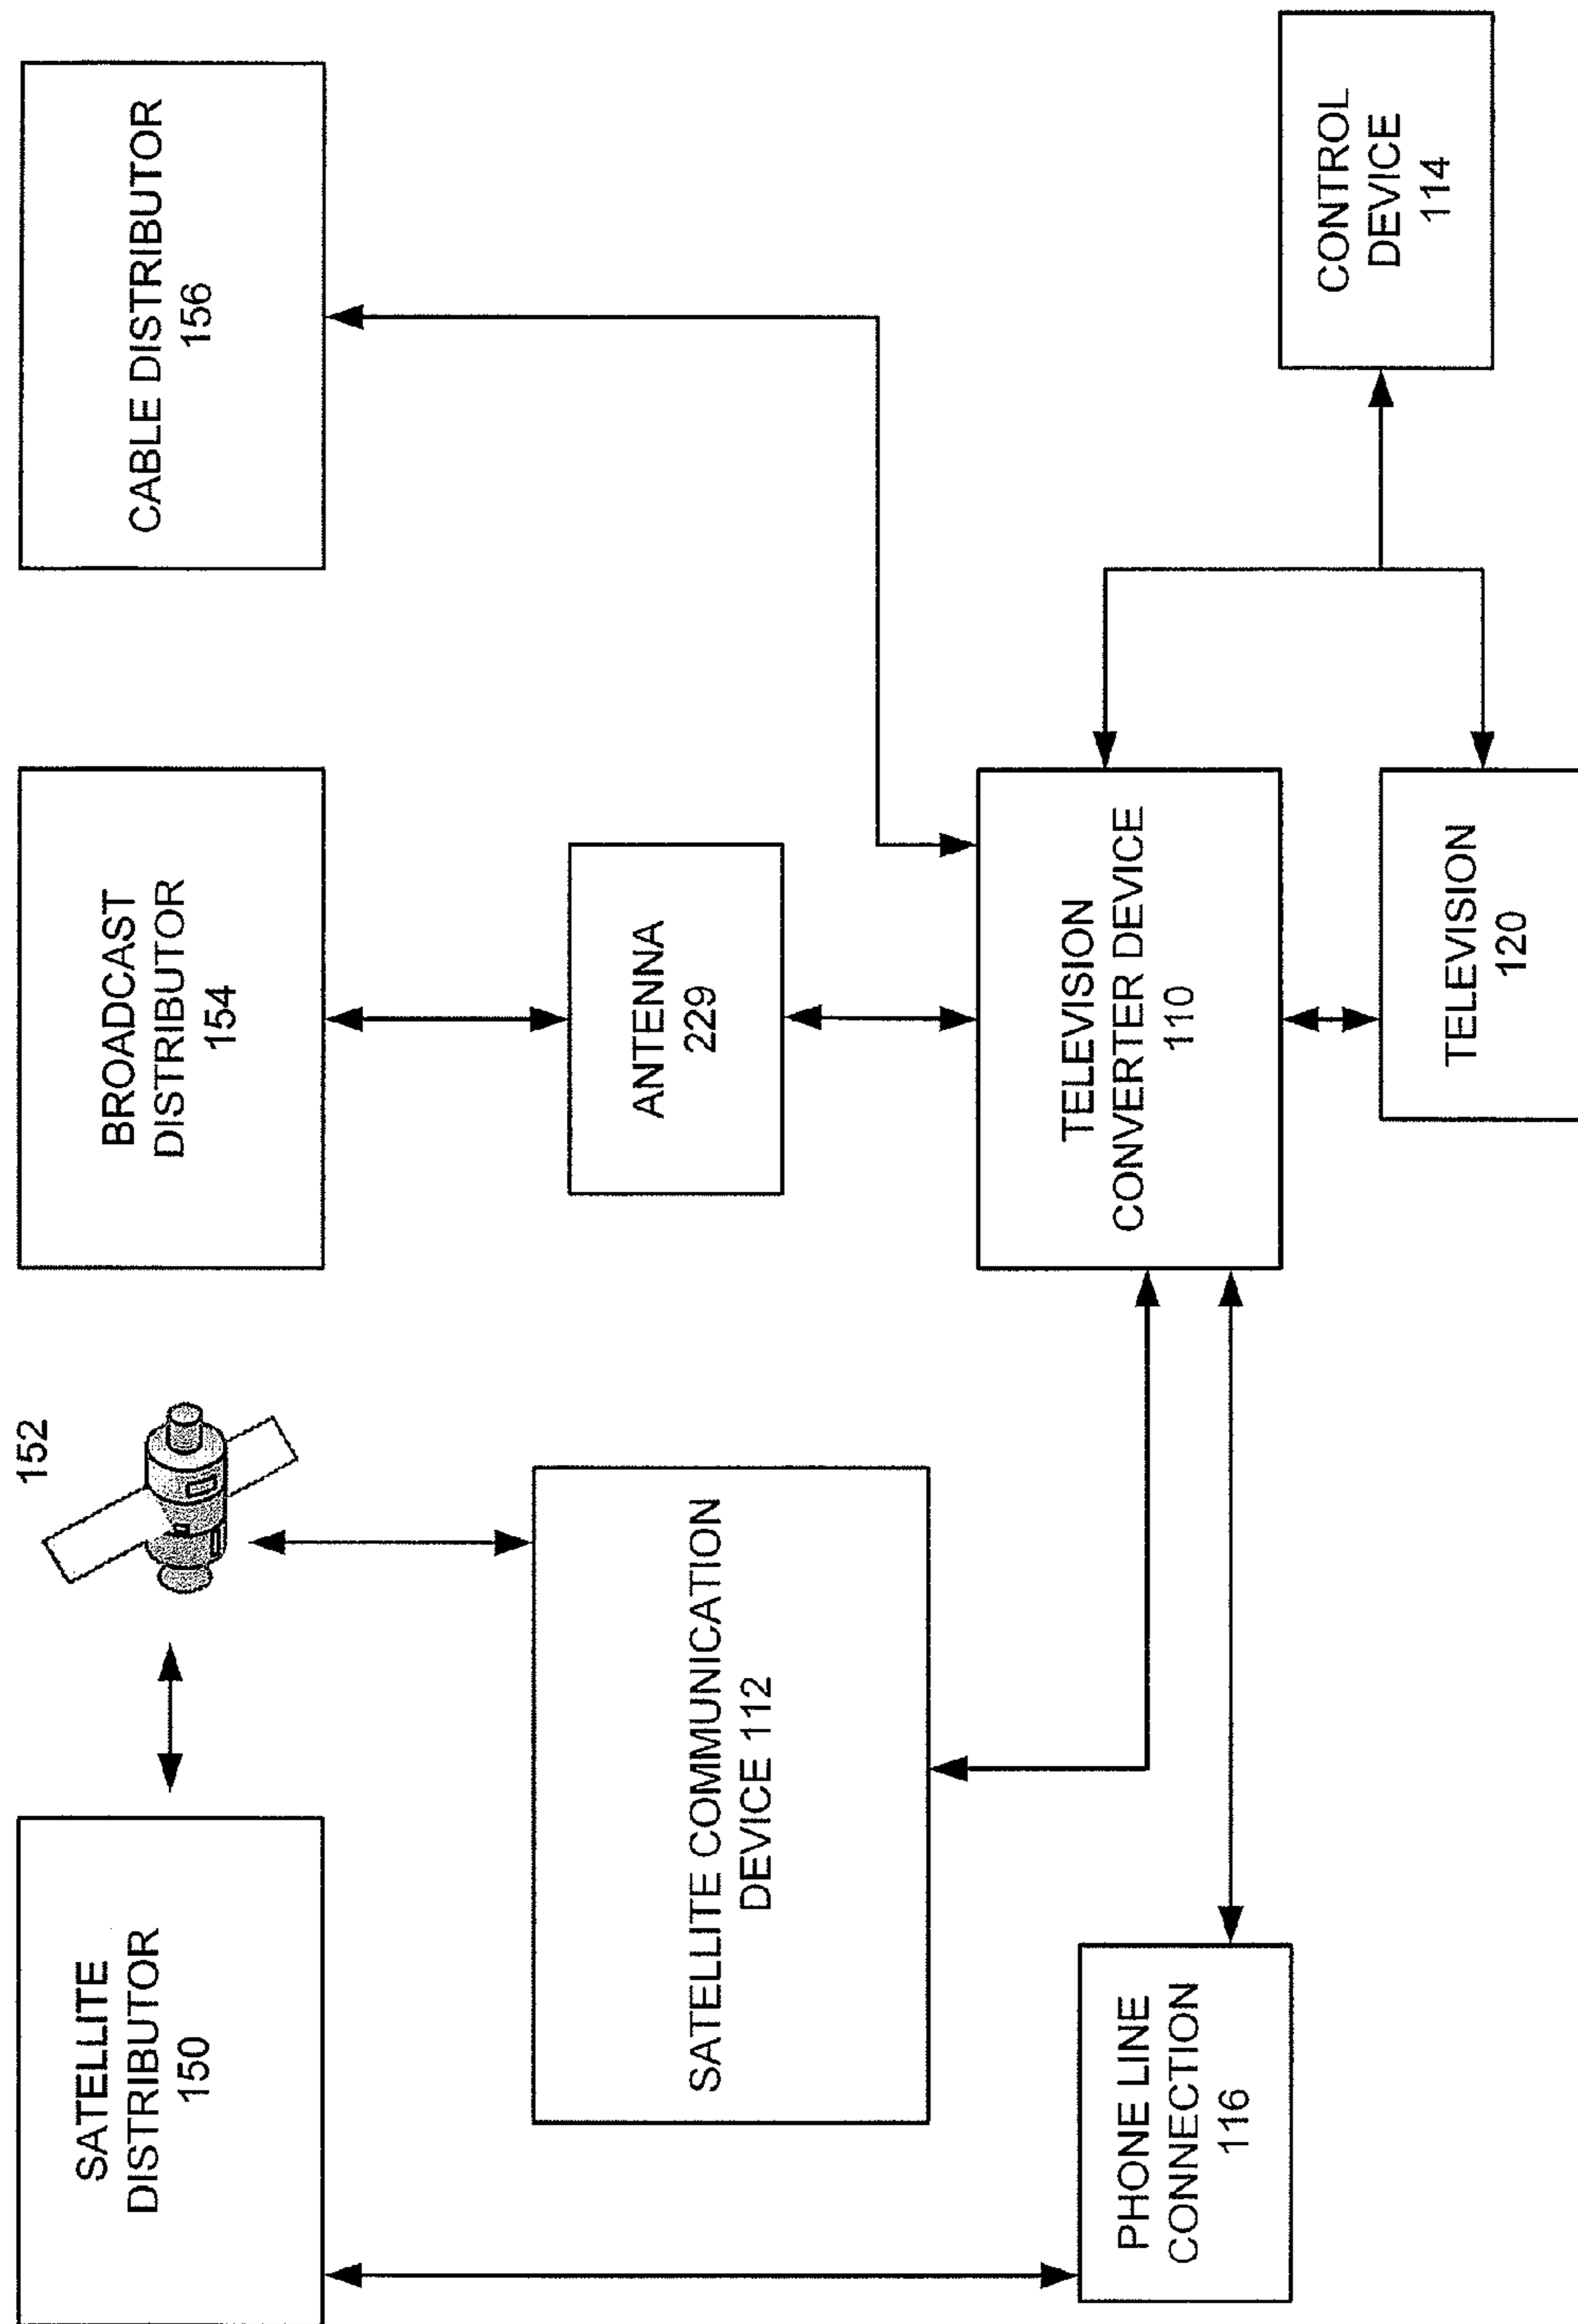 SATELLITE
DISTRIBUTOR
150
152
BROADCAST
DISTRIBUTOR
154
CABLE DISTRIBUTOR
156
SATELLITE COMMUNICATION
DEVICE 112
ANTENNA
229
PHONE LINE
CONNECTION
116
TELEVISION
CONVERTER DEVICE
110
CONTROL
DEVICE
114
TELEVISION
120